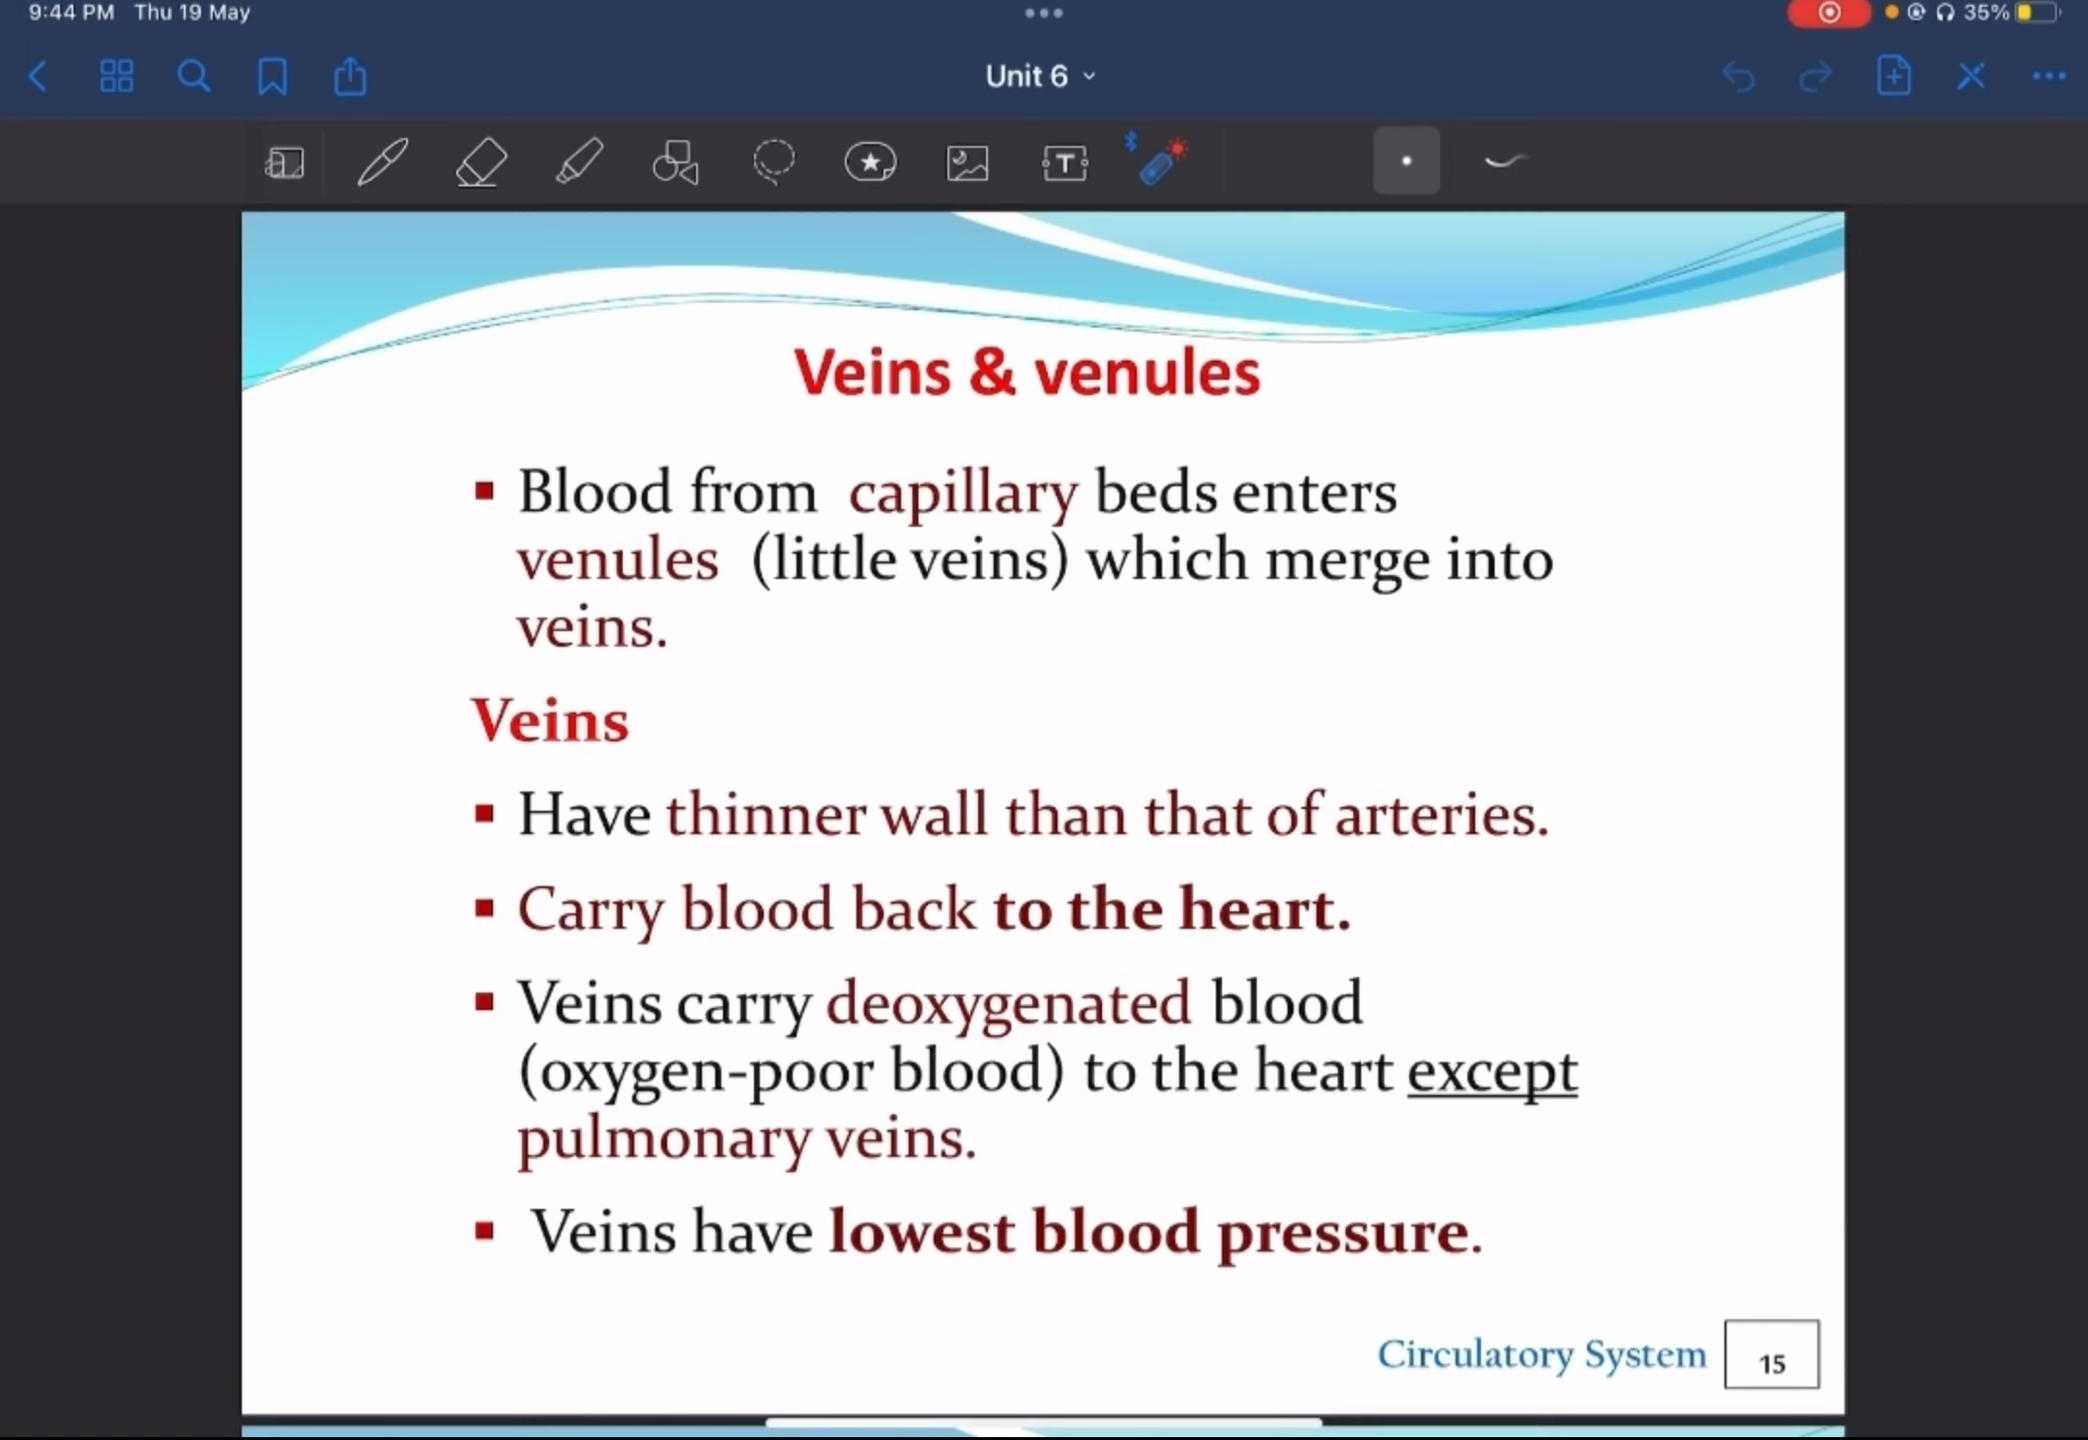 9:44 PM Thu 19 May
35%
Unit 6
T
Veins & venules
▪ Blood from capillary beds enters
venules (little veins) which merge into
veins.
Veins
▪ Have thinner wall than that of arteries.
▪ Carry blood back to the heart.
▪ Veins carry deoxygenated blood
(oxygen-poor blood) to the heart except
pulmonary veins.
▪ Veins have lowest blood pressure.
Circulatory System 15